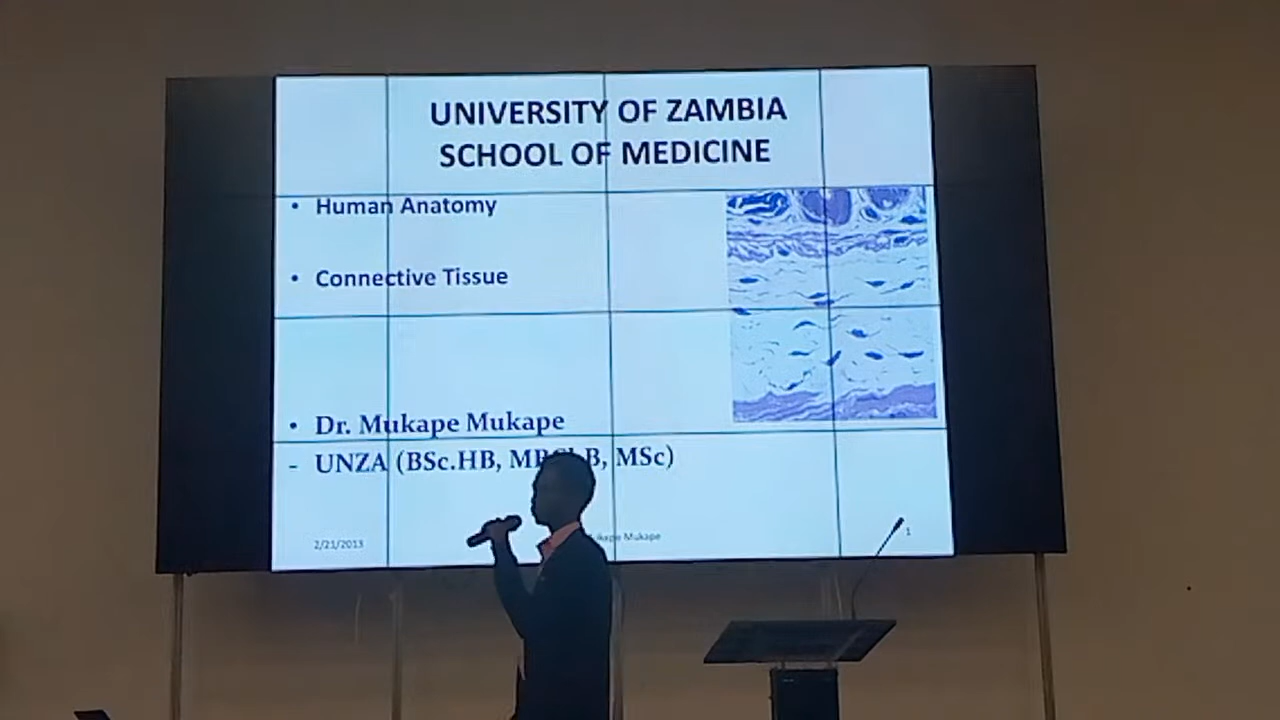 UNIVERSITY OF ZAMBIA
SCHOOL OF MEDICINE
• Human Anatomy
• Connective Tissue
• Dr. Mukape Mukape
- UNZA (BSc.HB, MSc)
2/21/2013
Mukape
1